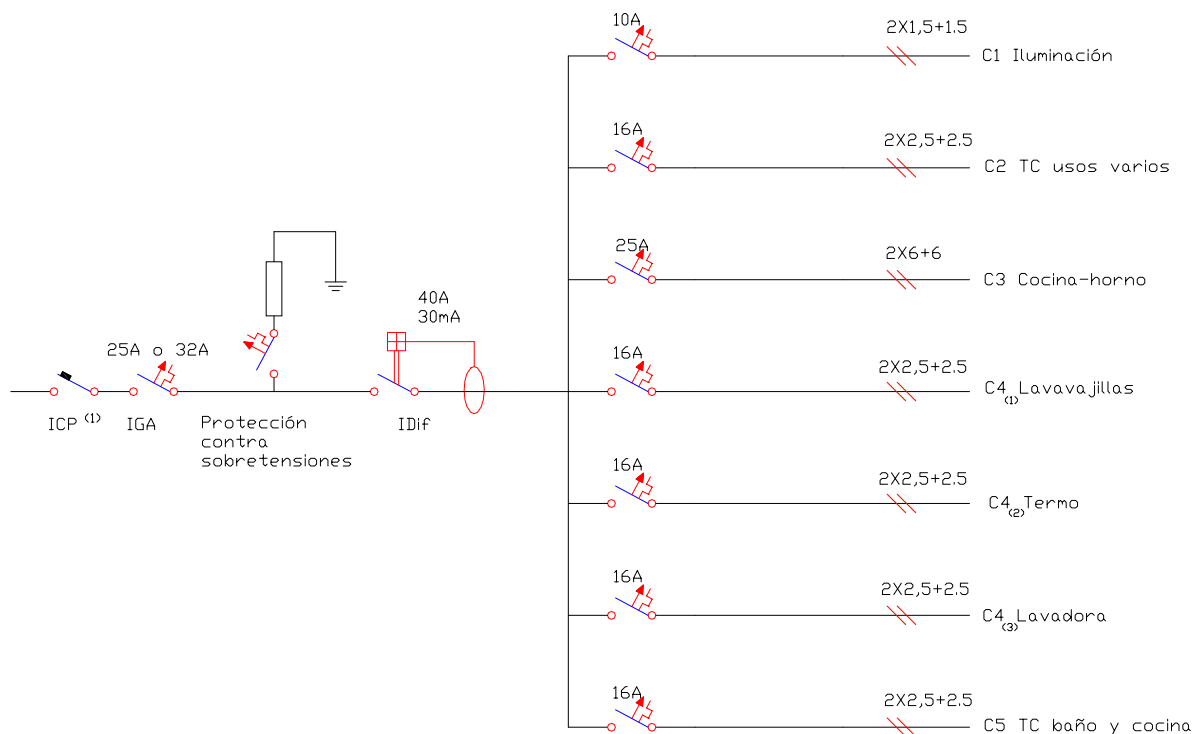 10A
2X1,5+1.5
C1 Iluminación
16A
2X2,5+2.5
C2 TC usos varios
25A
2X6+6
C3 Cocina-horno
40A
30mA
25A o 32A
ICP (1)
IGA
Protección
contra
sobretensiones
IDif
16A
2X2,5+2.5
C4(1) Lavavajillas
16A
2X2,5+2.5
C4(2) Termo
16A
2X2,5+2.5
C4(3) Lavadora
16A
2X2,5+2.5
C5 TC baño y cocina